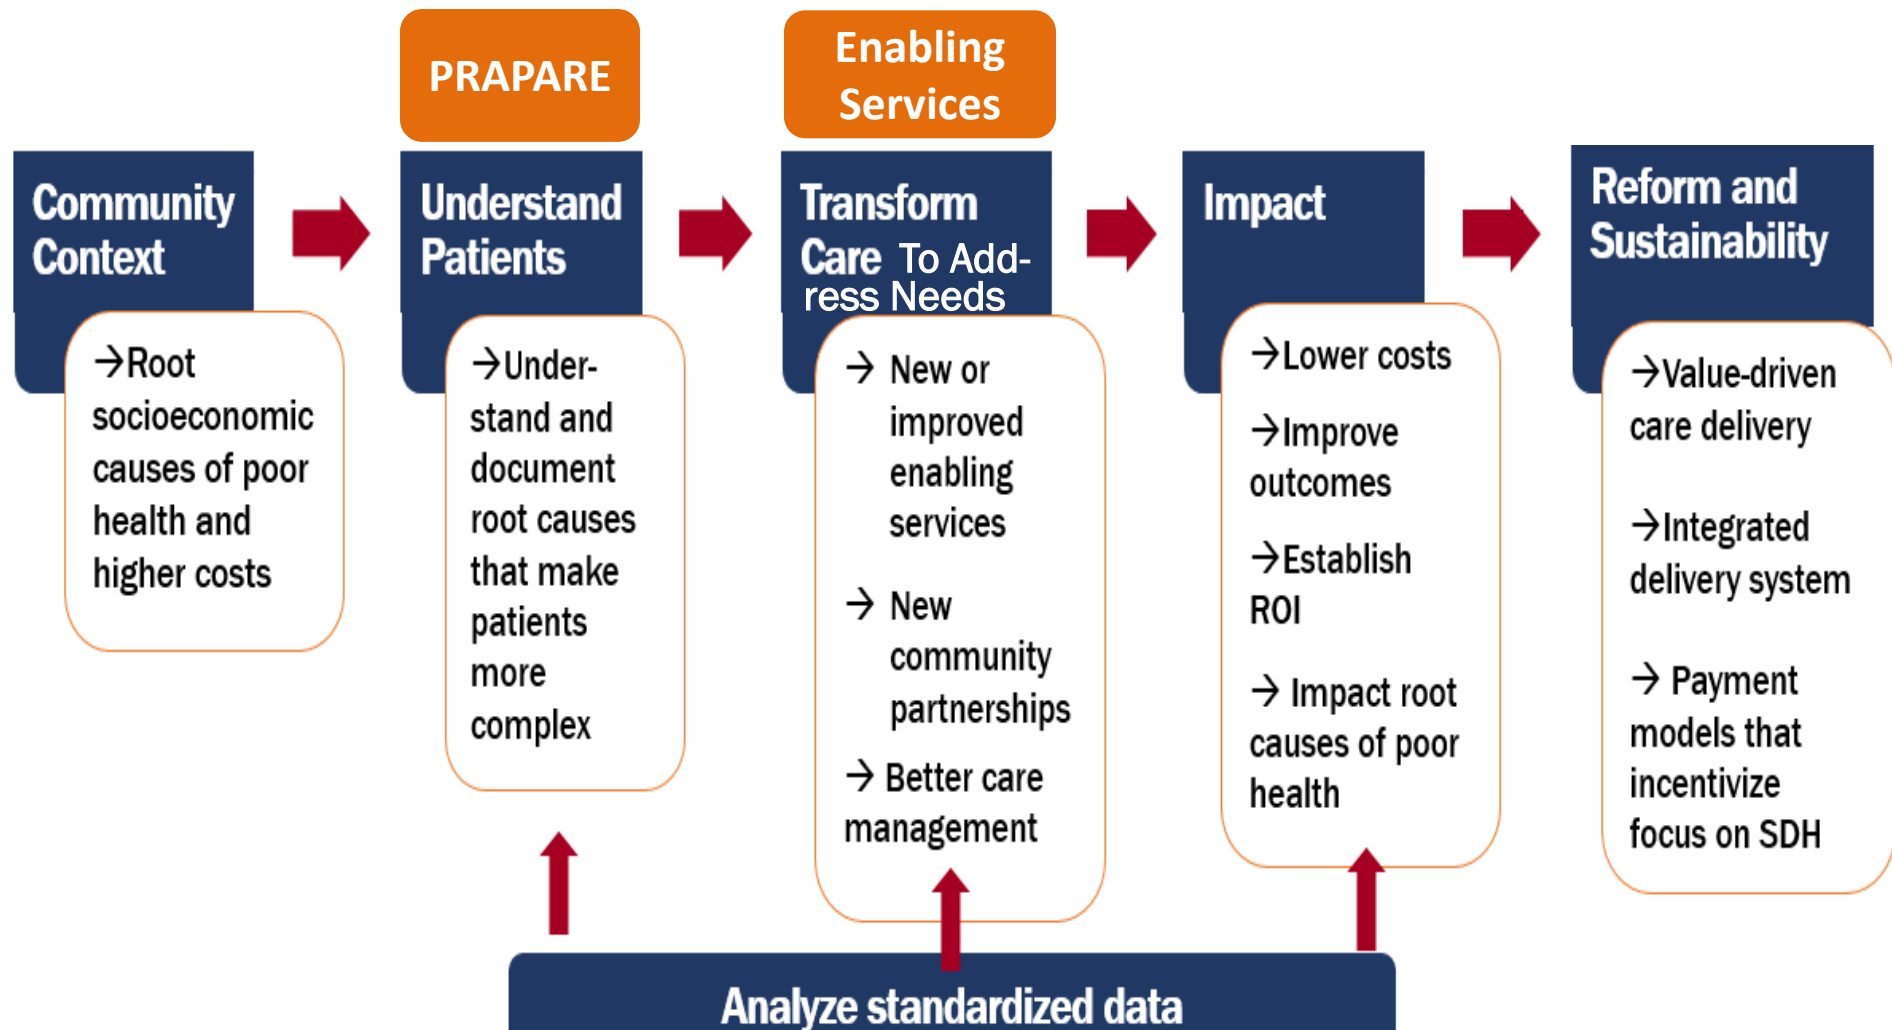 PRAPARE
Enabling
Services
Community
Context
→Root
socioeconomic
causes of poor
health and
higher costs
Understand
Patients
→Under-
stand and
document
root causes
that make
patients
more
complex
Transform
Care To Add-
ress Needs
→ New or
improved
enabling
services
→ New
community
partnerships
→ Better care
management
Impact
→Lower costs
→Improve
outcomes
→Establish
ROI
→ Impact root
causes of poor
health
Reform and
Sustainability
→Value-driven
care delivery
→Integrated
delivery system
→ Payment
models that
incentivize
focus on SDH
Analyze standardized data